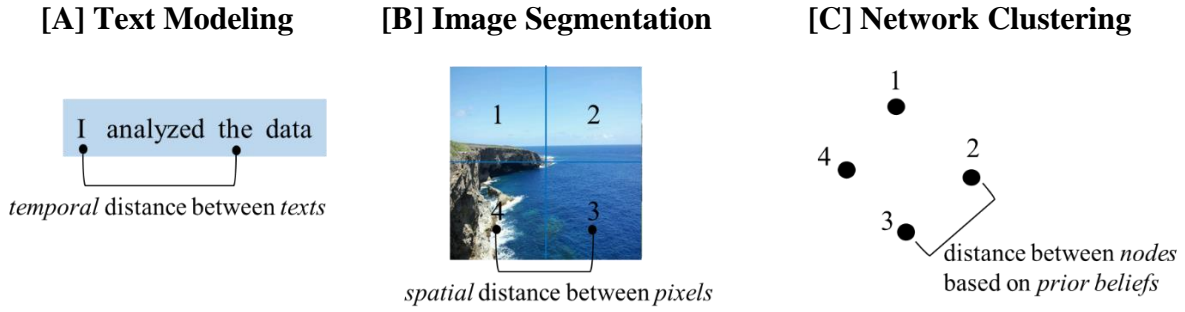 [A] Text Modeling
I analyzed the data
temporal distance between texts
[B] Image Segmentation
1 2
4 3
spatial distance between pixels
[C] Network Clustering
1
2
4
3
distance between nodes
based on prior beliefs